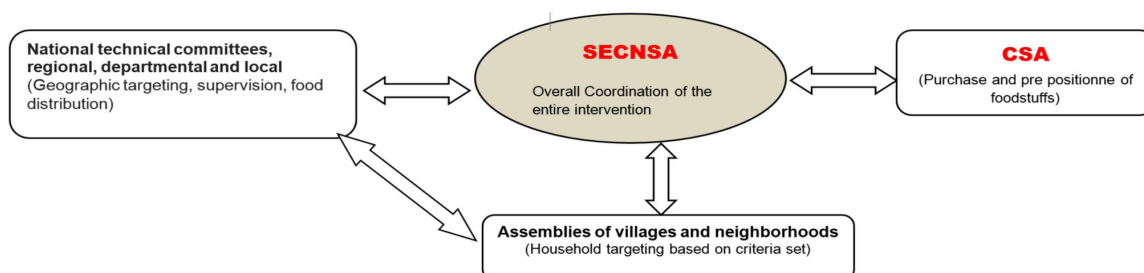 National technical committees,
regional, departmental and local
(Geographic targeting, supervision, food
distribution)
SECNSA
Overall Coordination of the
entire intervention
CSA
(Purchase and pre positionne of
foodstuffs)
Assemblies of villages and neighborhoods
(Household targeting based on criteria set)